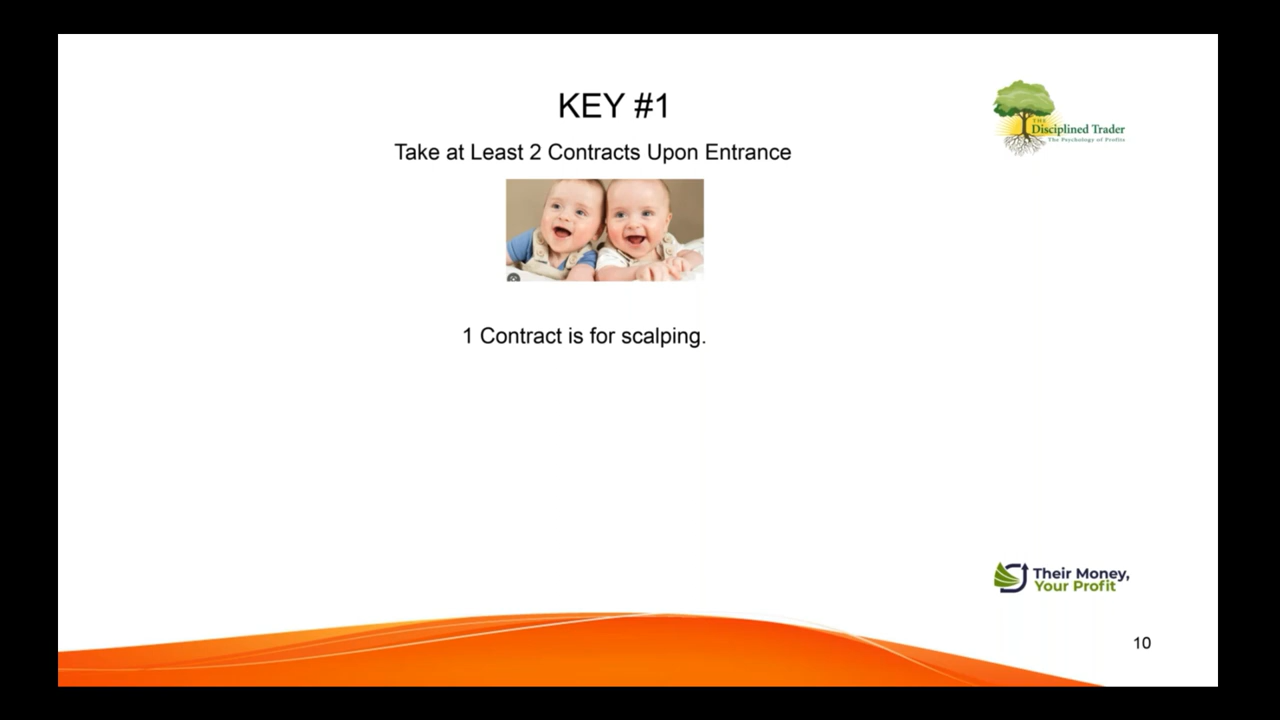 KEY #1
THE
Disciplined Trader
The Psychology of Profits
Take at Least 2 Contracts Upon Entrance
1 Contract is for scalping.
Their Money,
Your Profit
10